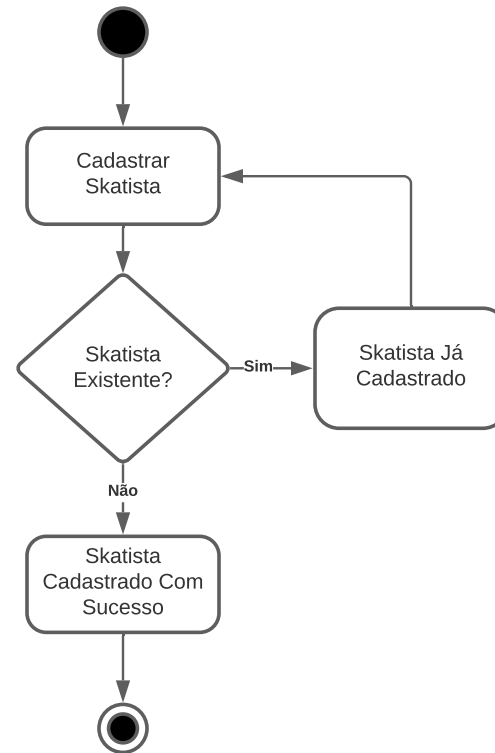 Cadastrar
Skatista
Skatista
Existente?
Sim
Skatista Já
Cadastrado
Não
Skatista
Cadastrado Com
Sucesso